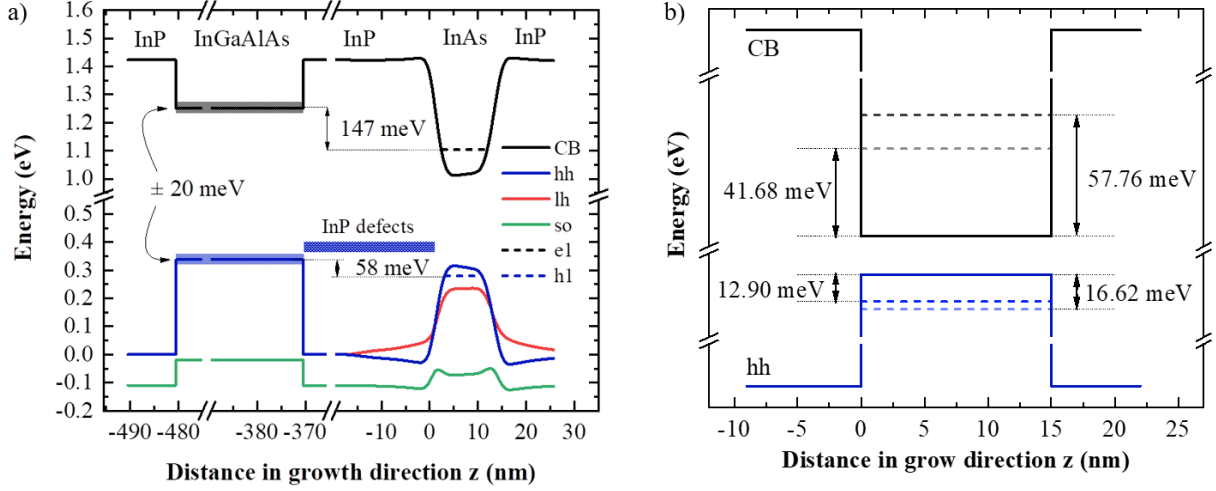 a)
InP
InGaAlAs
InP
InAs
InP
1.5
1.4
1.3
1.2
1.1
1.0
0.5
0.4
0.3
0.2
0.1
0.0
-0.1
-0.2
Energy (eV)
147 meV
± 20 meV
InP defects
58 meV
CB
hh
lh
so
e1
h1
-490
-480
-380
-370
-10
0
10
20
30
Distance in growth direction z (nm)
b)
CB
Energy (eV)
41.68 meV
57.76 meV
12.90 meV
16.62 meV
hh
-10
-5
0
5
10
15
20
25
Distance in grow direction z (nm)